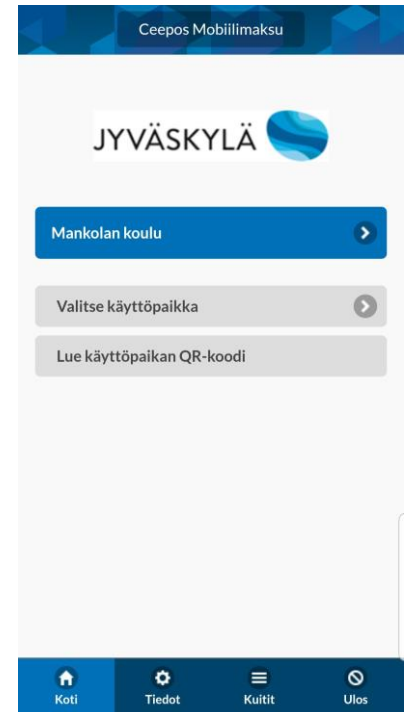 Ceepos Mobiilimaksu
JYVÄSKYLÄ
Mankolan koulu
Valitse käyttöpaikka
Lue käyttöpaikan QR-koodi
Koti Tiedot Kuitit Ulos